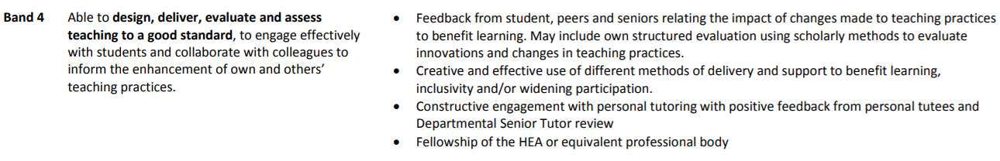 Band 4
Able to design, deliver, evaluate and assess
teaching to a good standard, to engage effectively
with students and collaborate with colleagues to
inform the enhancement of own and others’
teaching practices.
• Feedback from student, peers and seniors relating the impact of changes made to teaching practices
to benefit learning. May include own structured evaluation using scholarly methods to evaluate
innovations and changes in teaching practices.
• Creative and effective use of different methods of delivery and support to benefit learning,
inclusivity and/or widening participation.
• Constructive engagement with personal tutoring with positive feedback from personal tutees and
Departmental Senior Tutor review
• Fellowship of the HEA or equivalent professional body